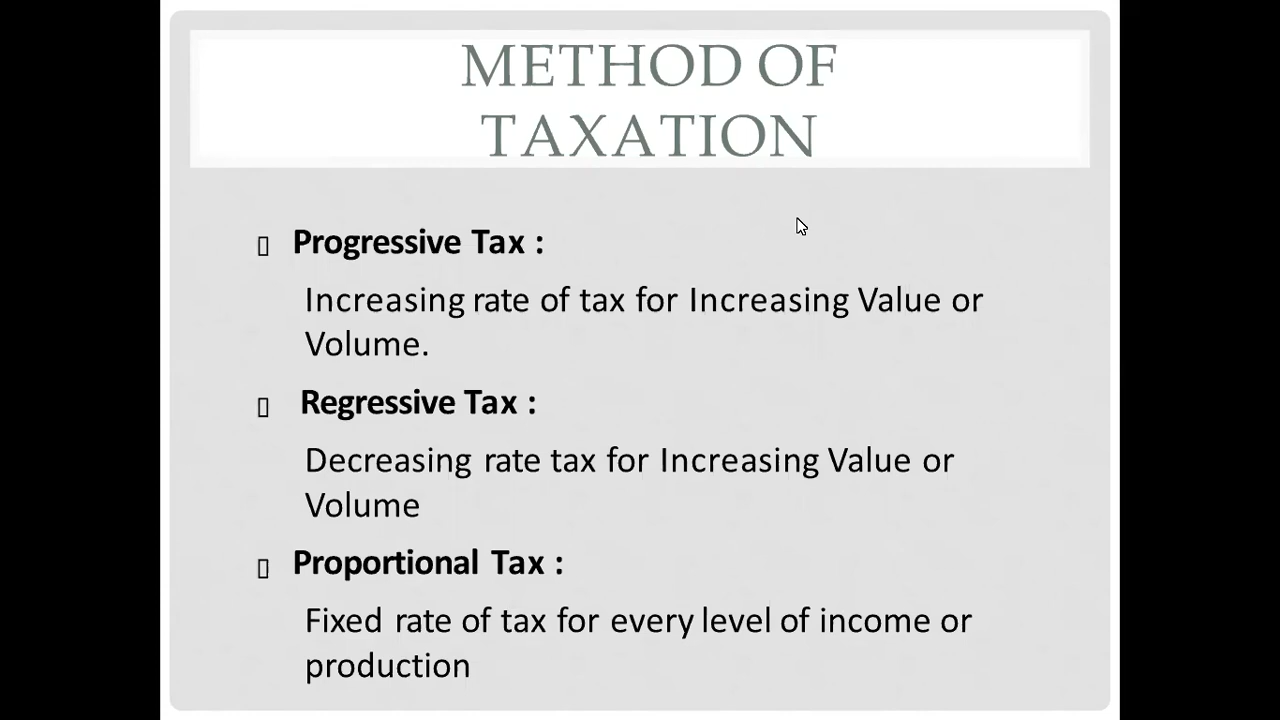 METHOD OF
TAXATION
Progressive Tax :
Increasing rate of tax for Increasing Value or
Volume.
Regressive Tax :
Decreasing rate tax for Increasing Value or
Volume
Proportional Tax :
Fixed rate of tax for every level of income or
production